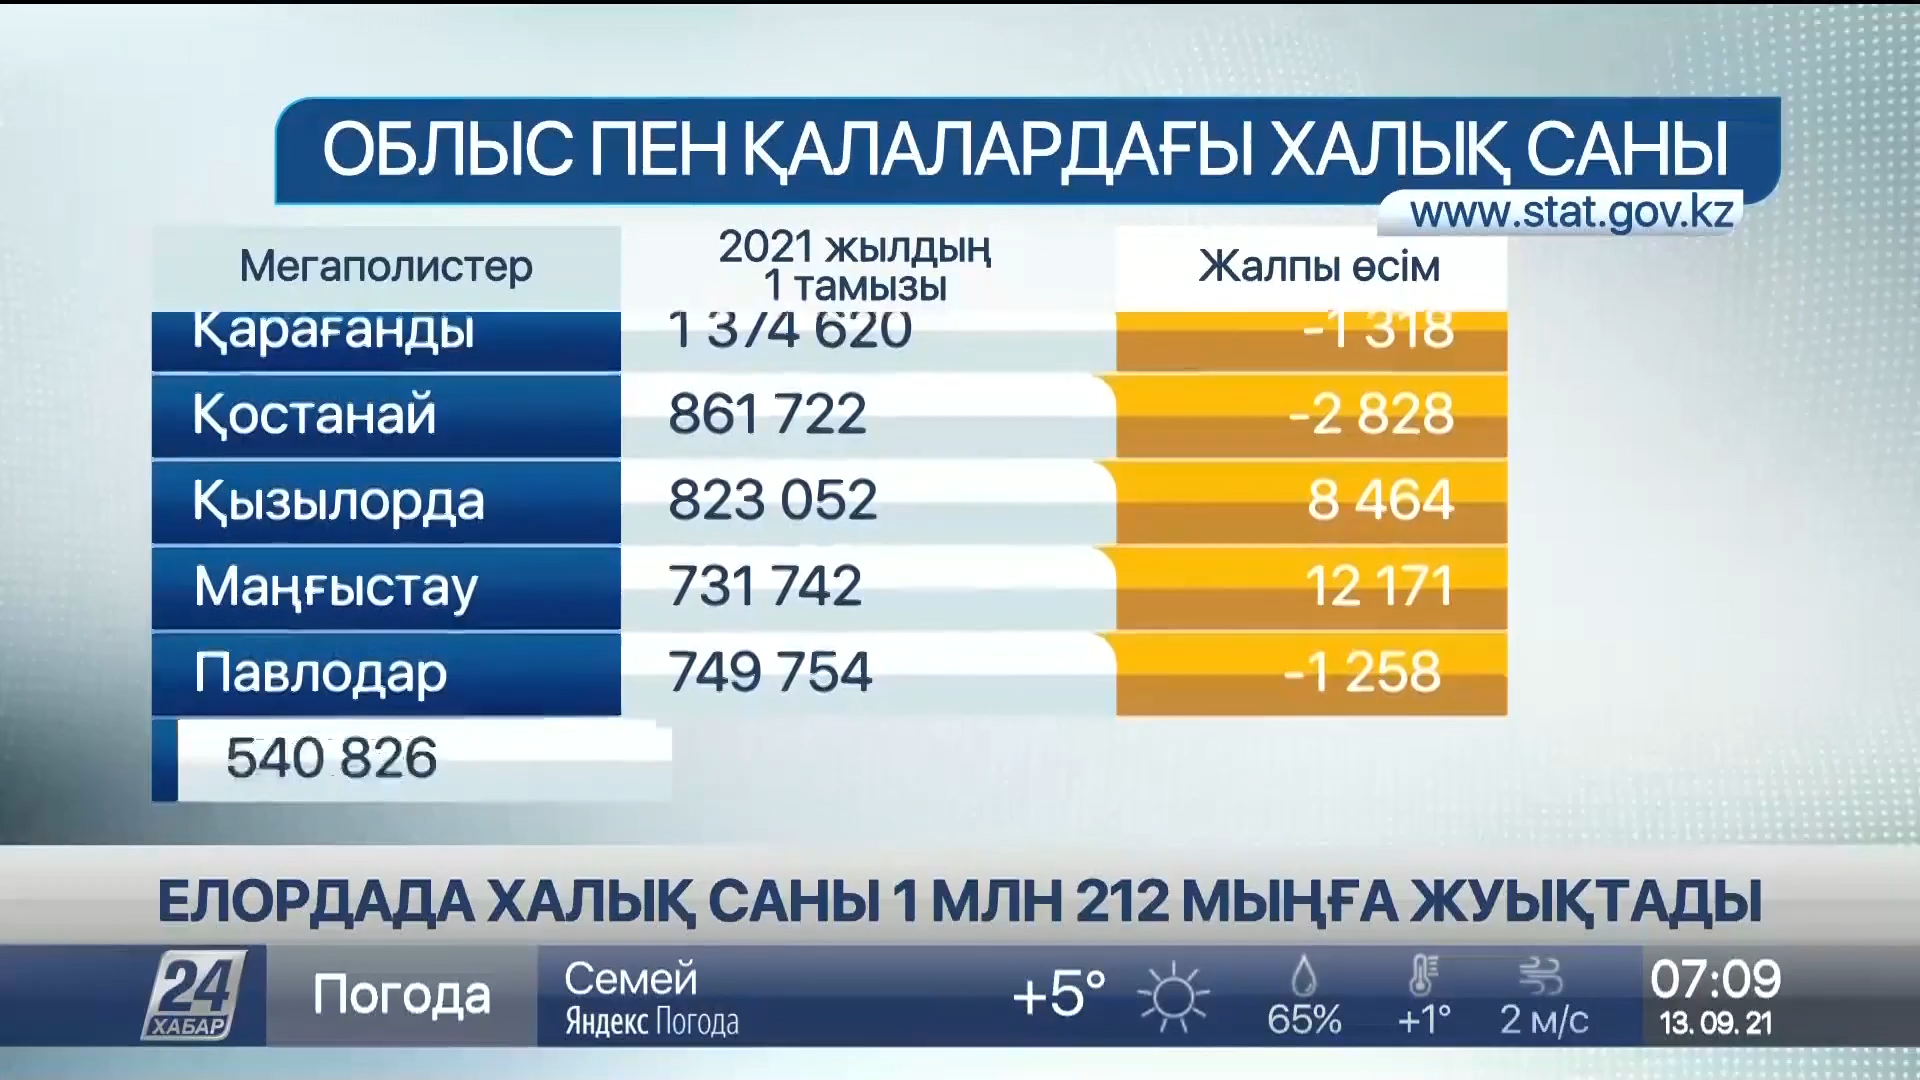 ОБЛЫС ПЕН ҚАЛАЛАРДАҒЫ ХАЛЫҚ САНЫ
www.stat.gov.kz
Мегаполистер
2021 жылдың
1 тамызы
Жалпы өсім
Қарағанды 1 374 620 -1 318
Қостанай 861 722 -2 828
Қызылорда 823 052 8 464
Маңғыстау 731 742 12 171
Павлодар 749 754 -1 258
540 826
ЕЛОРДАДА ХАЛЫҚ САНЫ 1 МЛН 212 МЫҢҒА ЖУЫҚТАДЫ
24
ХАБАР
Погода
Семей
Яндекс Погода
+5°
65%
+1°
2 м/с
07:09
13. 09. 21